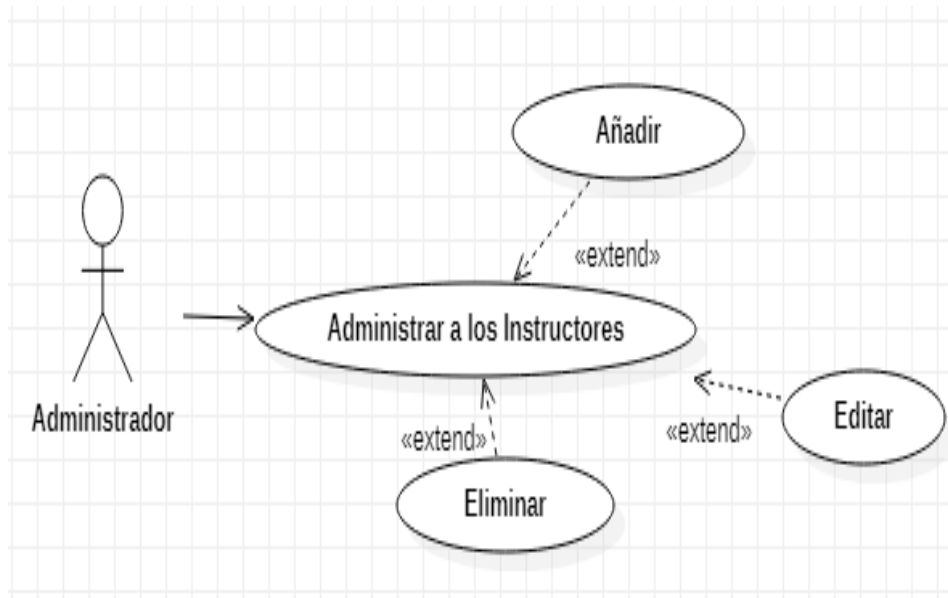 Añadir
«extend»
Administrar a los Instructores
Administrador
Editar
«extend»
«extend»
Eliminar